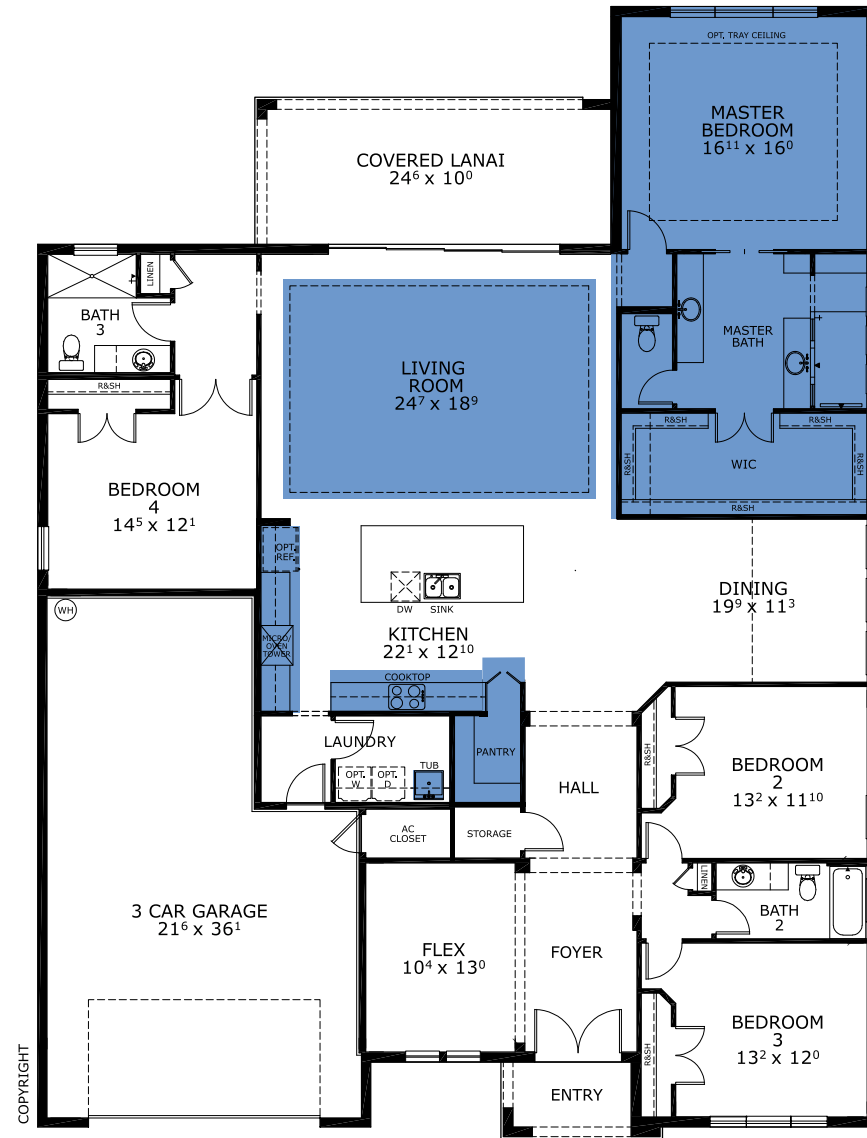 OPT. TRAY CEILING
MASTER
BEDROOM
16¹¹ x 16⁰
COVERED LANAI
24⁶ x 10⁰
LINEN
BATH
3
R&SH
LIVING
ROOM
24⁷ x 18⁹
MASTER
BATH
R&SH
R&SH
R&SH
WIC
R&SH
R&SH
BEDROOM
4
14⁵ x 12¹
OPT.
REF.
DW
SINK
MICRO/
OVEN
TOWER
KITCHEN
22¹ x 12¹⁰
DINING
19⁹ x 11³
WH
COOKTOP
LAUNDRY
OPT.
W
OPT.
D
TUB
PANTRY
HALL
R&SH
BEDROOM
2
13² x 11¹⁰
AC
CLOSET
STORAGE
LINEN
BATH
2
3 CAR GARAGE
21⁶ x 36¹
FLEX
10⁴ x 13⁰
FOYER
R&SH
BEDROOM
3
13² x 12⁰
ENTRY
COPYRIGHT